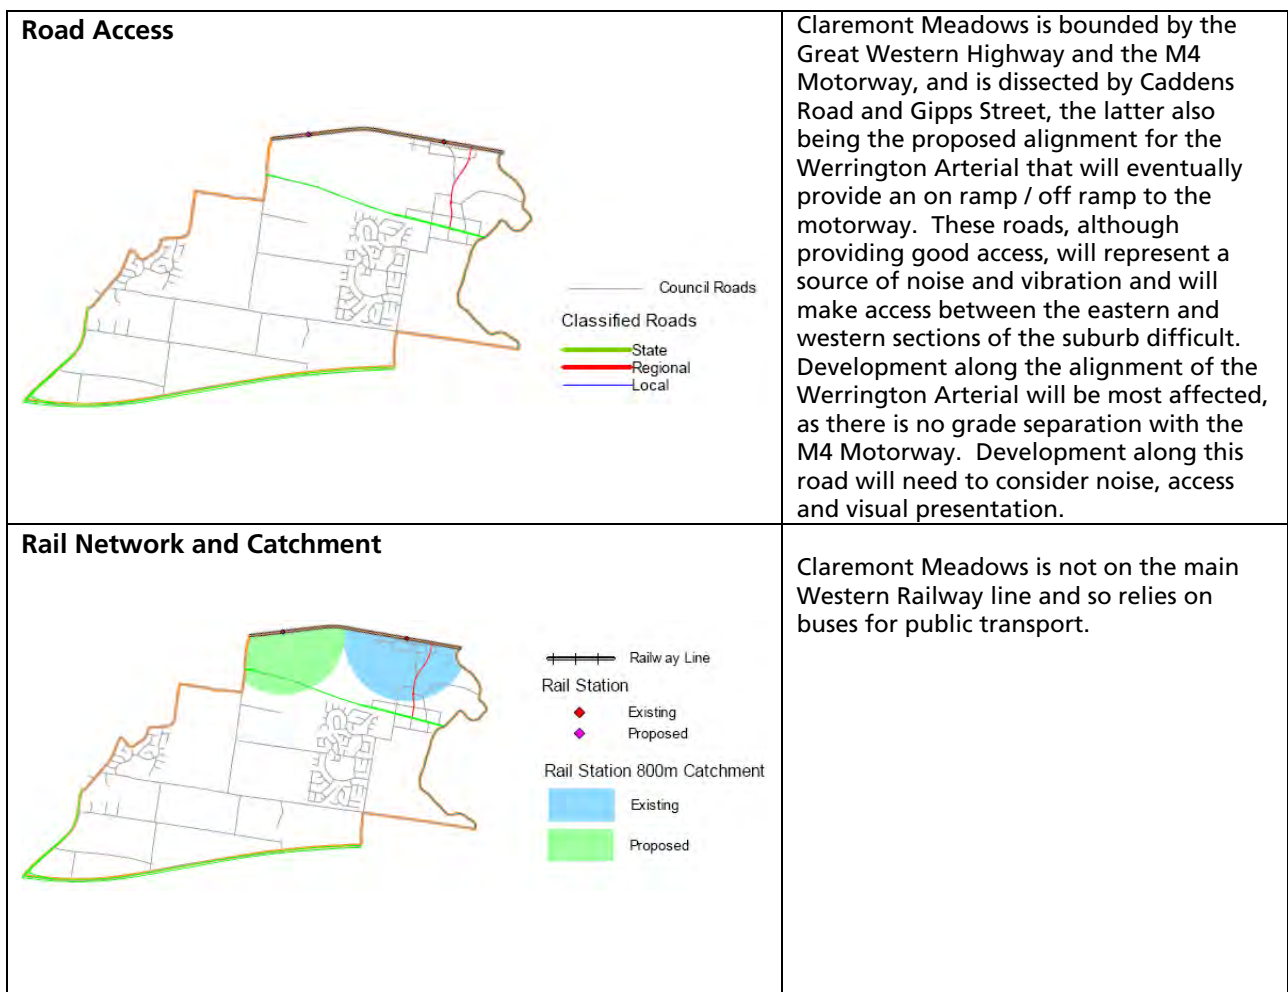 Road Access
Council Roads
Classified Roads
State
Regional
Local
Claremont Meadows is bounded by the
Great Western Highway and the M4
Motorway, and is dissected by Caddens
Road and Gipps Street, the latter also
being the proposed alignment for the
Werrington Arterial that will eventually
provide an on ramp / off ramp to the
motorway.  These roads, although
providing good access, will represent a
source of noise and vibration and will
make access between the eastern and
western sections of the suburb difficult.
Development along the alignment of the
Werrington Arterial will be most affected,
as there is no grade separation with the
M4 Motorway.  Development along this
road will need to consider noise, access
and visual presentation.
Rail Network and Catchment
Railway Line
Rail Station
Existing
Proposed
Rail Station 800m Catchment
Existing
Proposed
Claremont Meadows is not on the main
Western Railway line and so relies on
buses for public transport.